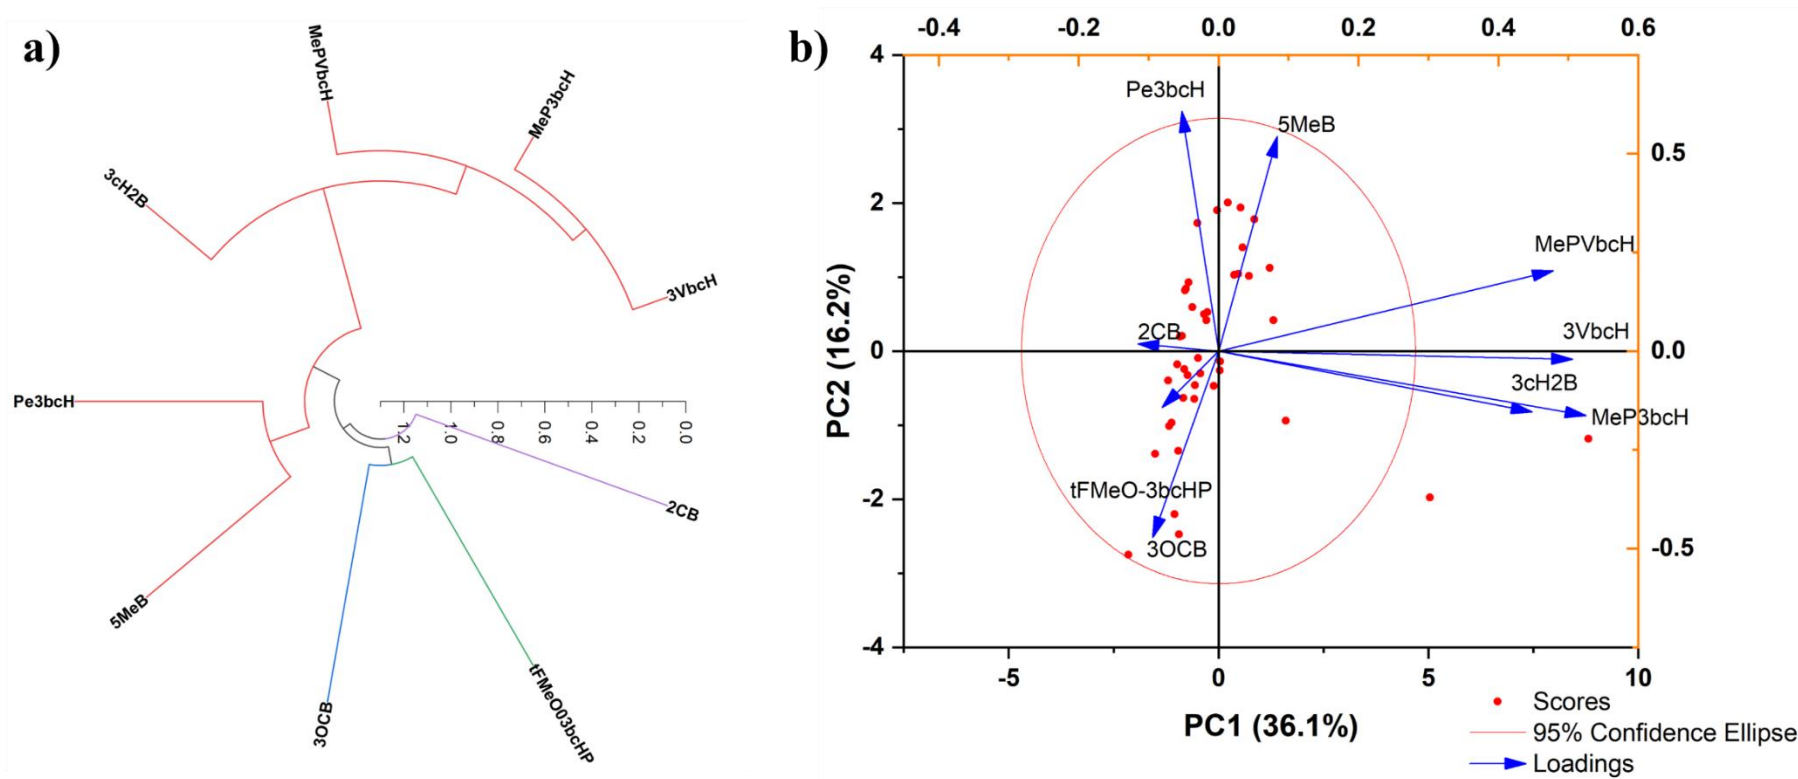 a)
MePVbcH
MeP3bcH
3cH2B
3VbcH
Pe3bcH
1.2
1.0
0.8
0.6
0.4
0.2
0.0
2CB
5MeB
3OCB
tFMeO03bcHP
b)
-0.4
-0.2
0.0
0.2
0.4
0.6
4
2
0
-2
-4
PC2 (16.2%)
Pe3bcH
5MeB
MePVbcH
2CB
3VbcH
3cH2B
MeP3bcH
tFMeO-3bcHP
3OCB
0.5
0.0
-0.5
-5
0
5
10
PC1 (36.1%)
Scores
95% Confidence Ellipse
Loadings